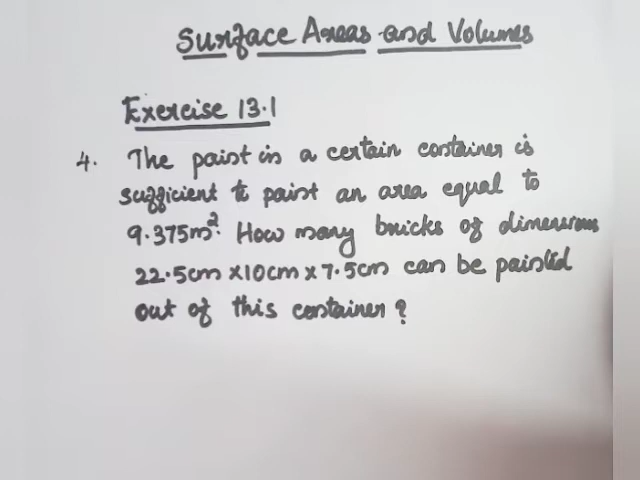 Surface Areas and Volumes
Exercise 13.1
4. The paint in a certain container is
sufficient to paint an area equal to
9.375m². How many bricks of dimensions
22.5cm x10cm x 7.5cm can be painted
out of this container?